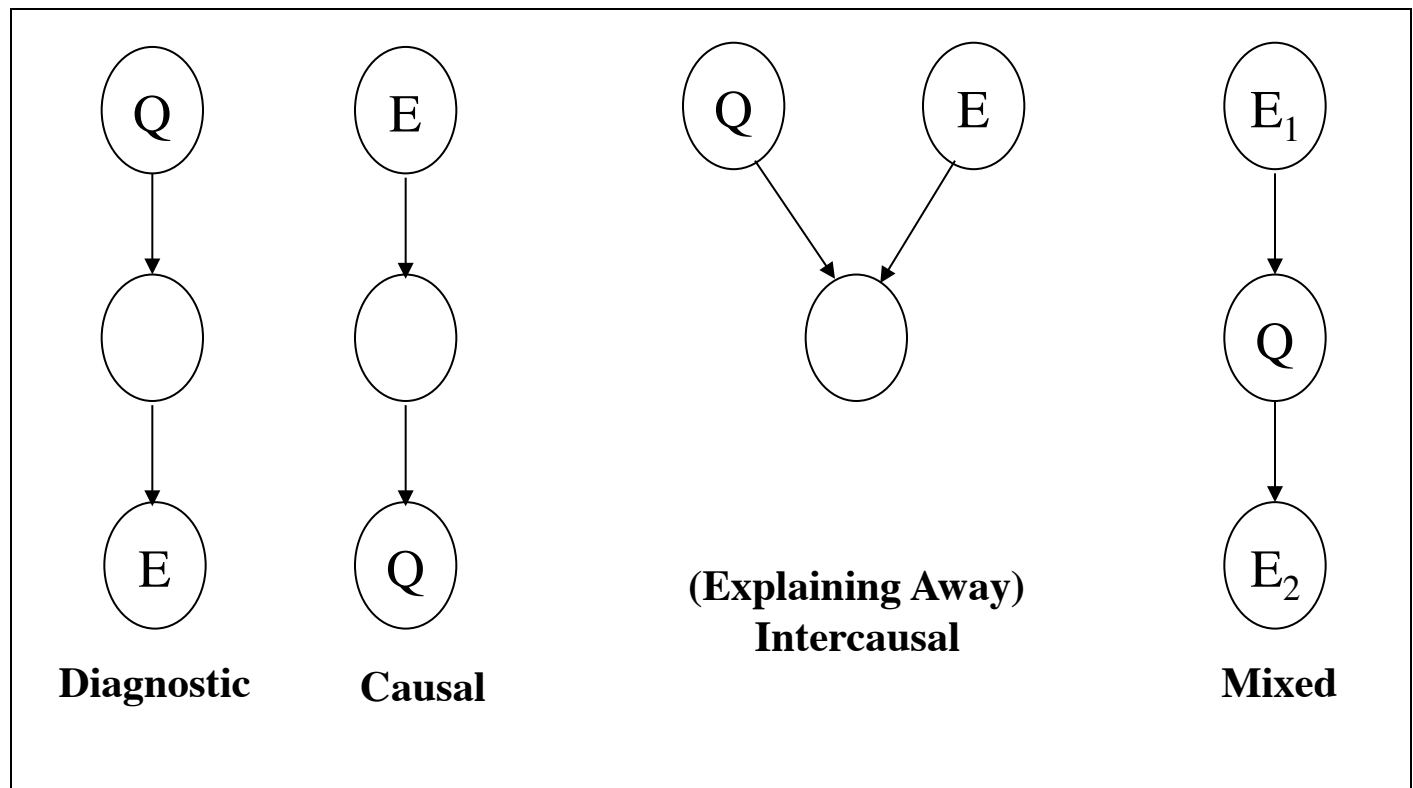 Q
E
Diagnostic
E
Q
Causal
Q
E
(Explaining Away)
Intercausal
E₁
Q
E₂
Mixed